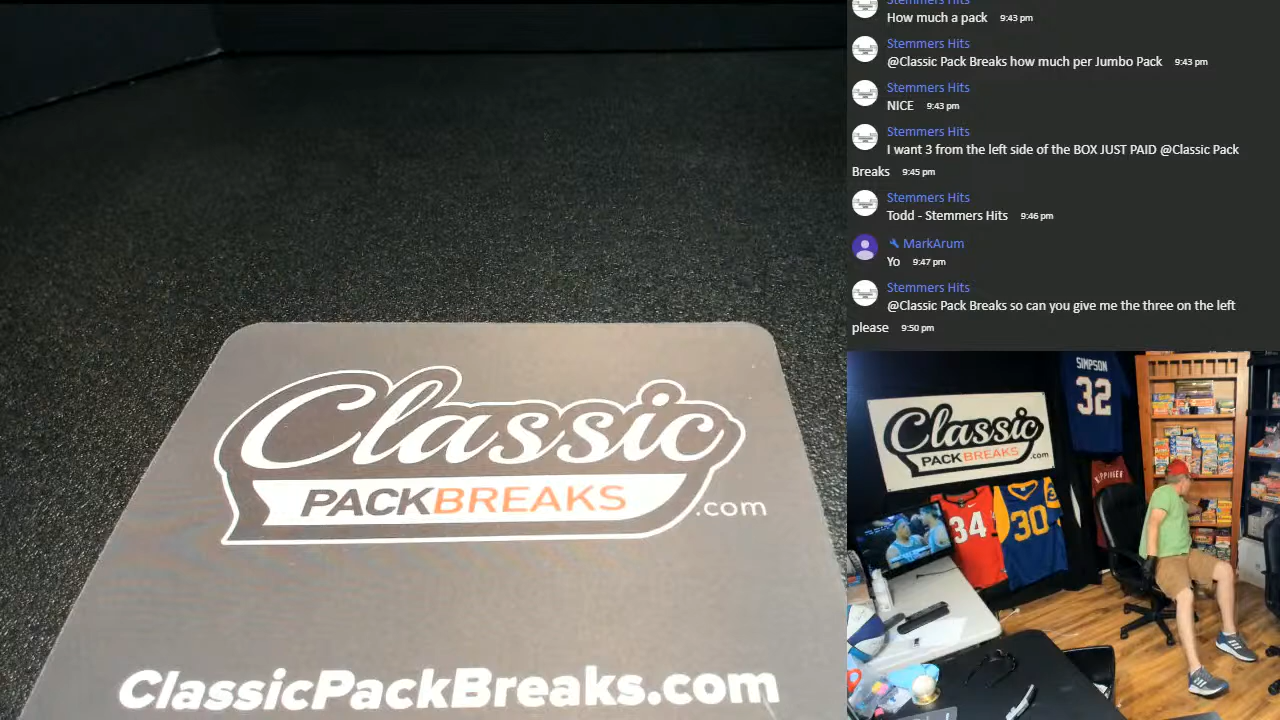 Stemmers Hits
How much a pack 9:43 pm
Stemmers Hits
@Classic Pack Breaks how much per Jumbo Pack 9:43 pm
Stemmers Hits
NICE 9:43 pm
Stemmers Hits
I want 3 from the left side of the BOX JUST PAID @Classic Pack
Breaks 9:45 pm
Stemmers Hits
Todd - Stemmers Hits 9:46 pm
MarkArum
Yo 9:47 pm
Stemmers Hits
@Classic Pack Breaks so can you give me the three on the left
please 9:50 pm
Classic
PACKBREAKS
.com
ClassicPackBreaks.com
SIMPSON
32
Classic
PACKBREAKS
.com
34
30